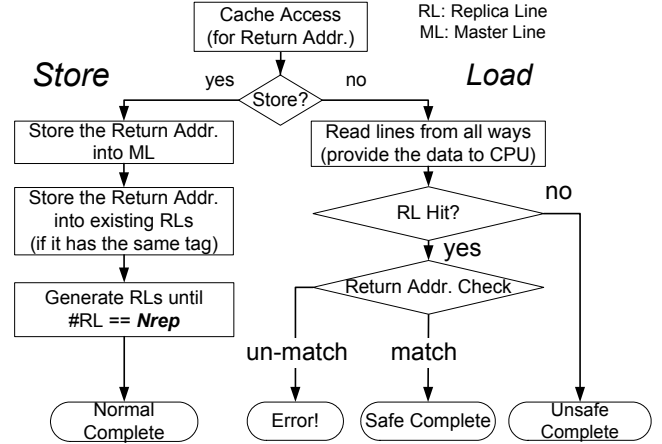 Cache Access
(for Return Addr.)
RL: Replica Line
ML: Master Line
Store
yes
no
Load
Store?
Store the Return Addr.
into ML
Read lines from all ways
(provide the data to CPU)
Store the Return Addr.
into existing RLs
(if it has the same tag)
RL Hit?
no
yes
Generate RLs until
#RL == Nrep
Return Addr. Check
un-match
match
Normal
Complete
Error!
Safe Complete
Unsafe
Complete